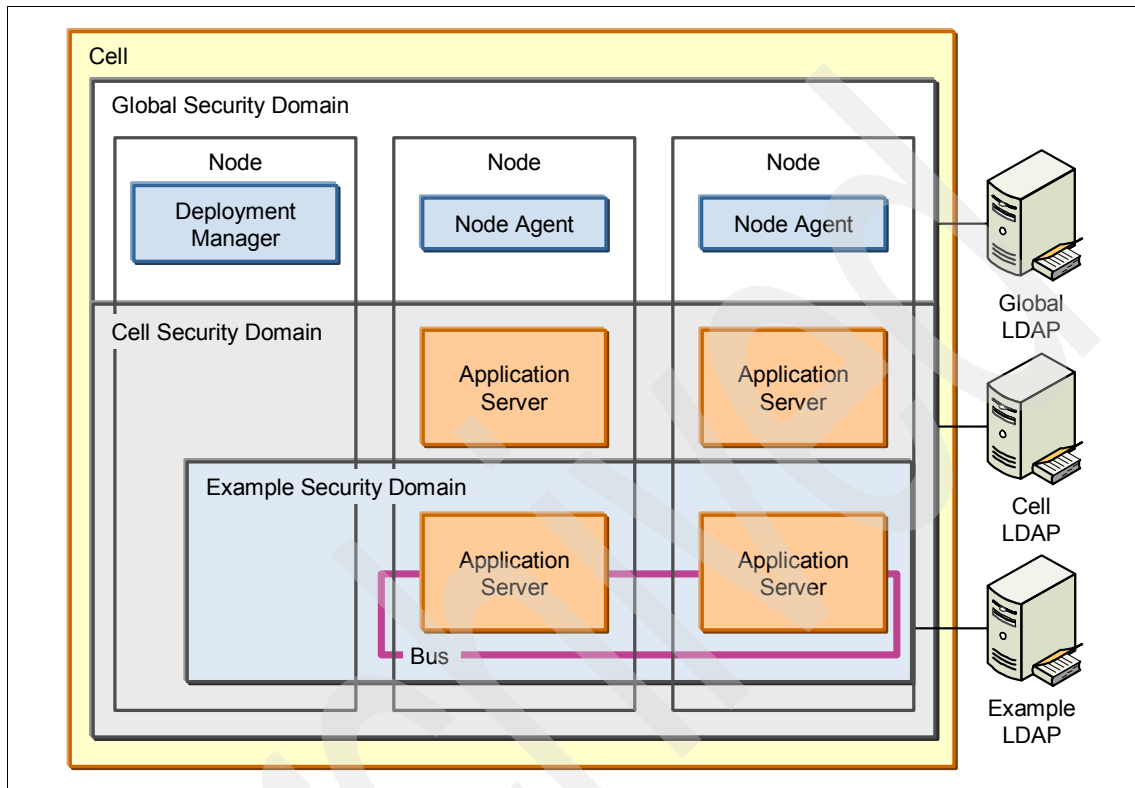 Cell
Global Security Domain
Node
Node
Node
Deployment
Manager
Node Agent
Node Agent
Global
LDAP
Cell Security Domain
Application
Server
Application
Server
Cell
LDAP
Example Security Domain
Application
Server
Application
Server
Bus
Example
LDAP